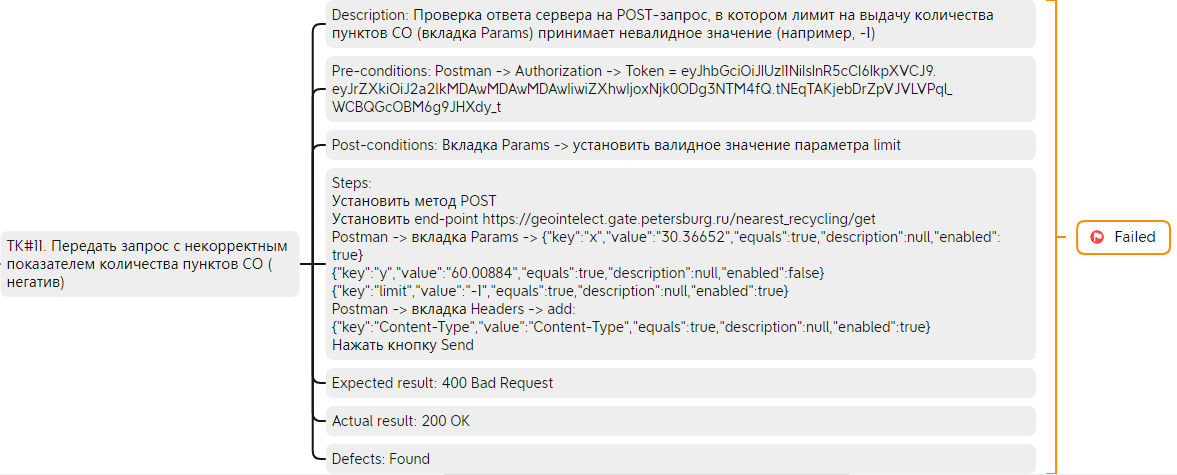 Description: Проверка ответа сервера на POST-запрос, в котором лимит на выдачу количества
пунктов СО (вкладка Params) принимает невалидное значение (например, -1)
Pre-conditions: Postman -> Authorization -> Token = eyJhbGciOiJIUzI1NiIsInR5cCI6IkpXVCJ9.
eyJrZXkiOiJ2a2lkMDAwMDAwMDAwIiwiZXhwIjoxNjk0ODg3NTM4fQ.tNEqTAKjebDrZpVJVLVPql_
WCBQGcOBM6g9JHXdy_t
Post-conditions: Вкладка Params -> установить валидное значение параметра limit
Steps:
Установить метод POST
Установить end-point https://geointelect.gate.petersburg.ru/nearest_recycling/get
Postman -> вкладка Params -> {"key":"x","value":"30.36652","equals":true,"description":null,"enabled":
true}
{"key":"y","value":"60.00884","equals":true,"description":null,"enabled":false}
{"key":"limit","value":"-1","equals":true,"description":null,"enabled":true}
Postman -> вкладка Headers -> add:
{"key":"Content-Type","value":"Content-Type","equals":true,"description":null,"enabled":true}
Нажать кнопку Send
ТК#11. Передать запрос с некорректным
показателем количества пунктов СО (
негатив)
Failed
Expected result: 400 Bad Request
Actual result: 200 OK
Defects: Found